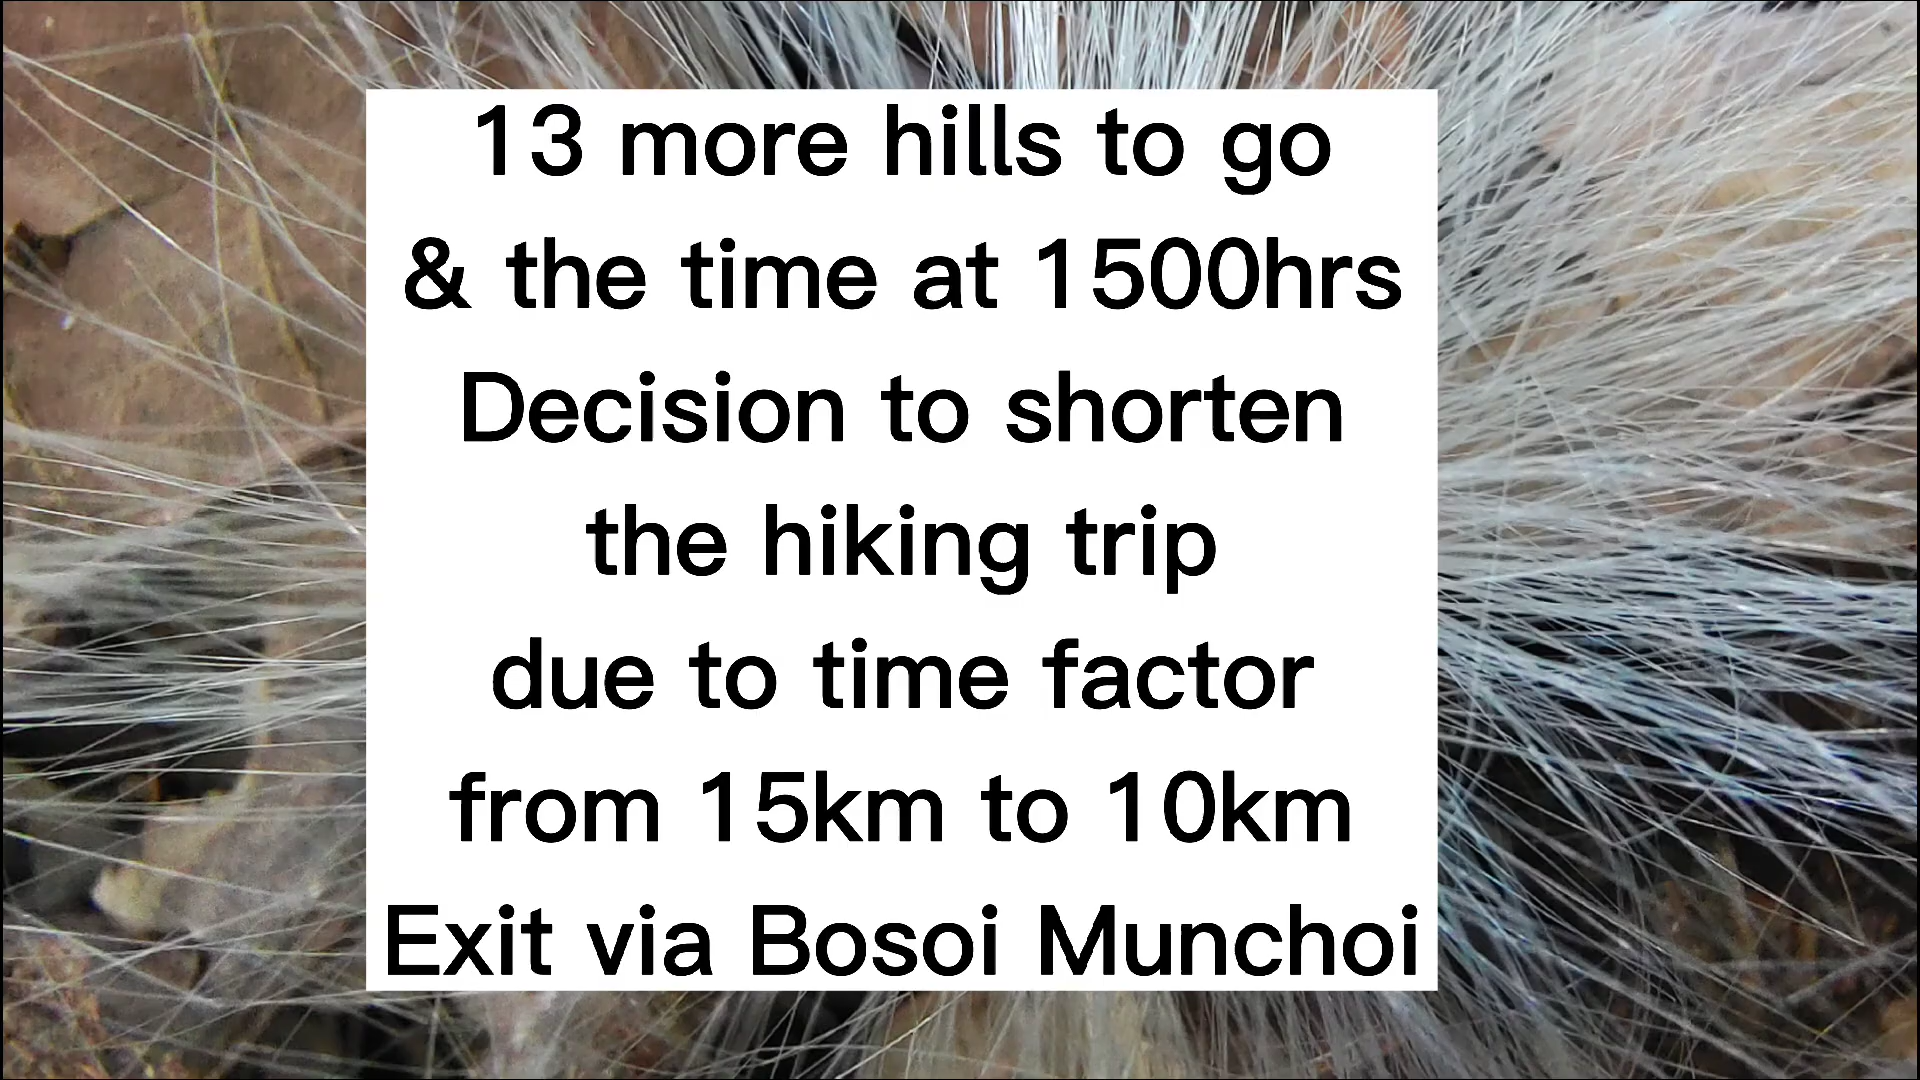 13 more hills to go
& the time at 1500hrs
Decision to shorten
the hiking trip
due to time factor
from 15km to 10km
Exit via Bosoi Munchoi